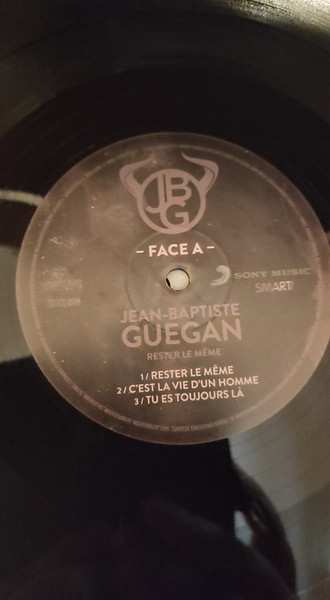 JBG
– FACE A –
SONY MUSIC
SMART
JEAN-BAPTISTE
GUEGAN
RESTER LE MÊME
1 / RESTER LE MÊME
2 / C'EST LA VIE D'UN HOMME
3 / TU ES TOUJOURS LÀ